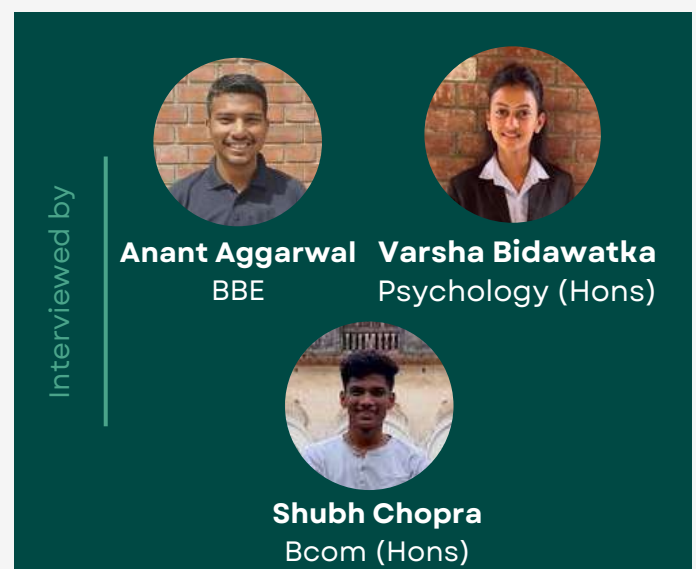 Interviewed by
Anant Aggarwal
BBE
Varsha Bidawatka
Psychology (Hons)
Shubh Chopra
Bcom (Hons)